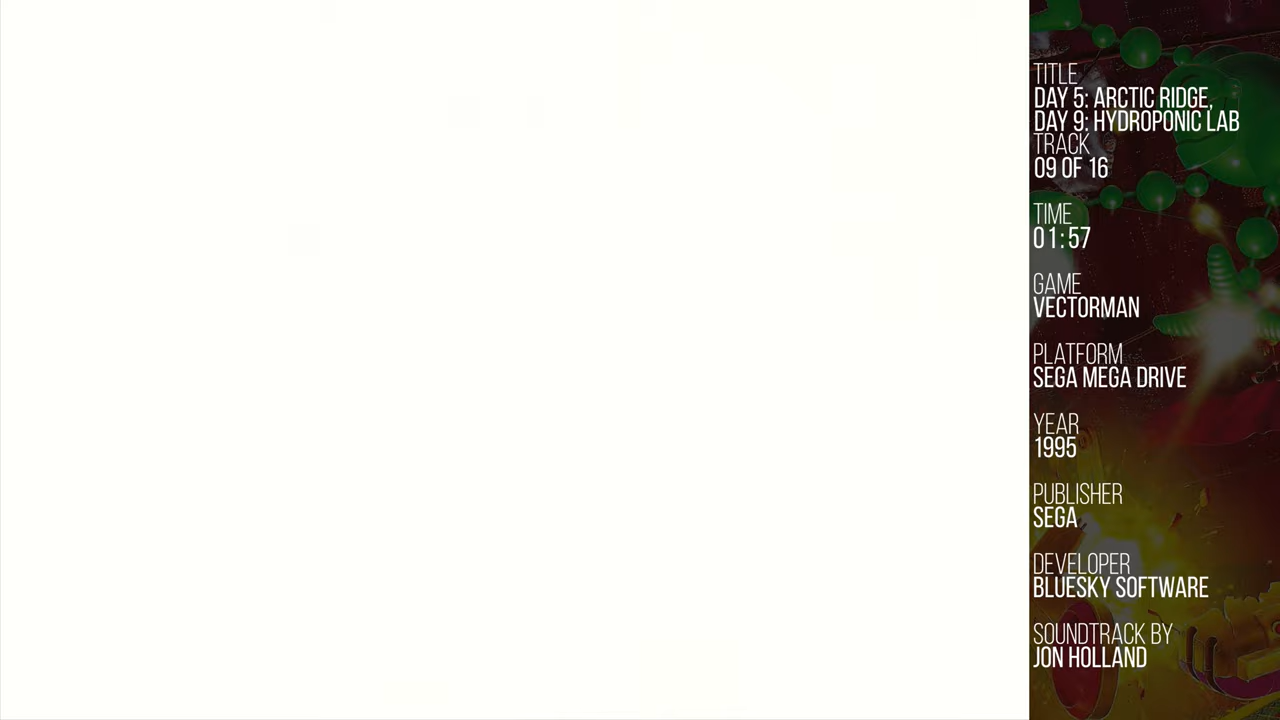 TITLE
DAY 5: ARCTIC RIDGE,
DAY 9: HYDROPONIC LAB
TRACK
09 OF 16
TIME
01:57
GAME
VECTORMAN
PLATFORM
SEGA MEGA DRIVE
YEAR
1995
PUBLISHER
SEGA
DEVELOPER
BLUESKY SOFTWARE
SOUNDTRACK BY
JON HOLLAND